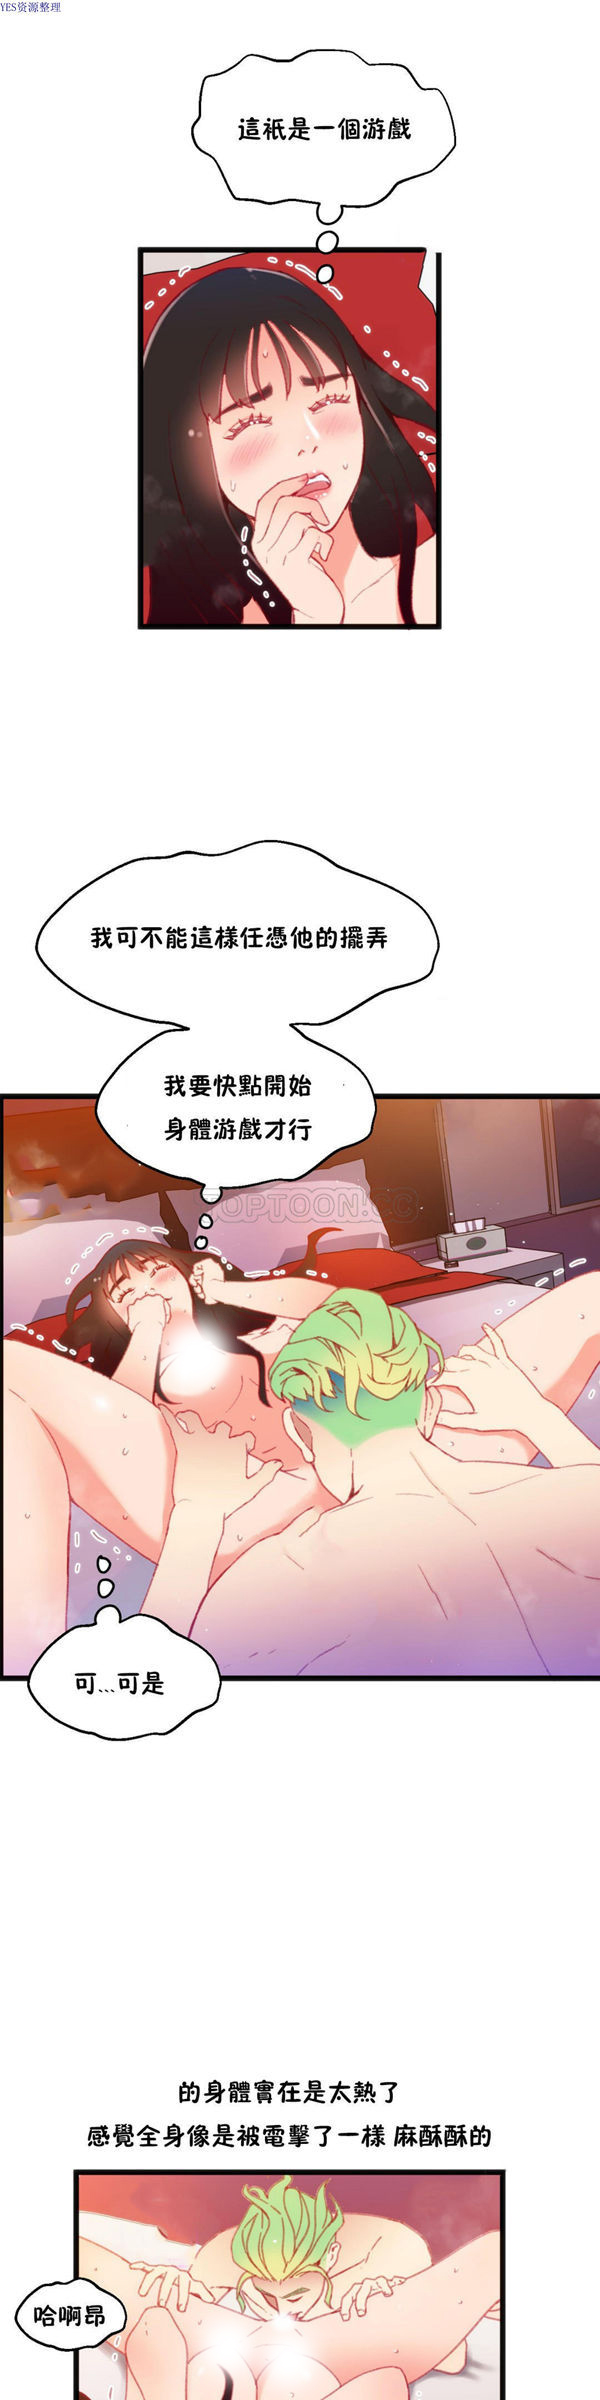 YES资源整理
這衹是一個游戲
我可不能這樣任憑他的擺弄
我要快點開始
身體游戲才行
TOPTOON.CC
可...可是
的身體實在是太熱了
感覺全身像是被電擊了一樣 麻酥酥的
哈啊昂